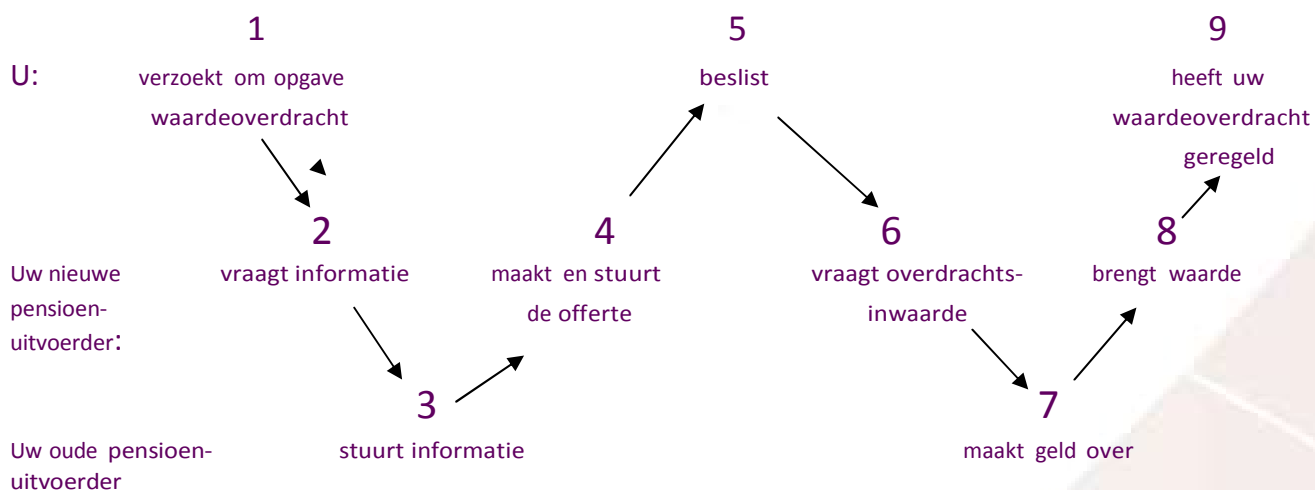 1 5 9
U: verzoekt om opgave beslist heeft uw
waardeoverdracht waardeoverdracht
geregeld
2 4 6 8
Uw nieuwe vraagt informatie maakt en stuurt vraagt overdrachts- brengt waarde
pensioen- de offerte inwaarde
uitvoerder:
3 7
Uw oude pensioen- stuurt informatie maakt geld over
uitvoerder